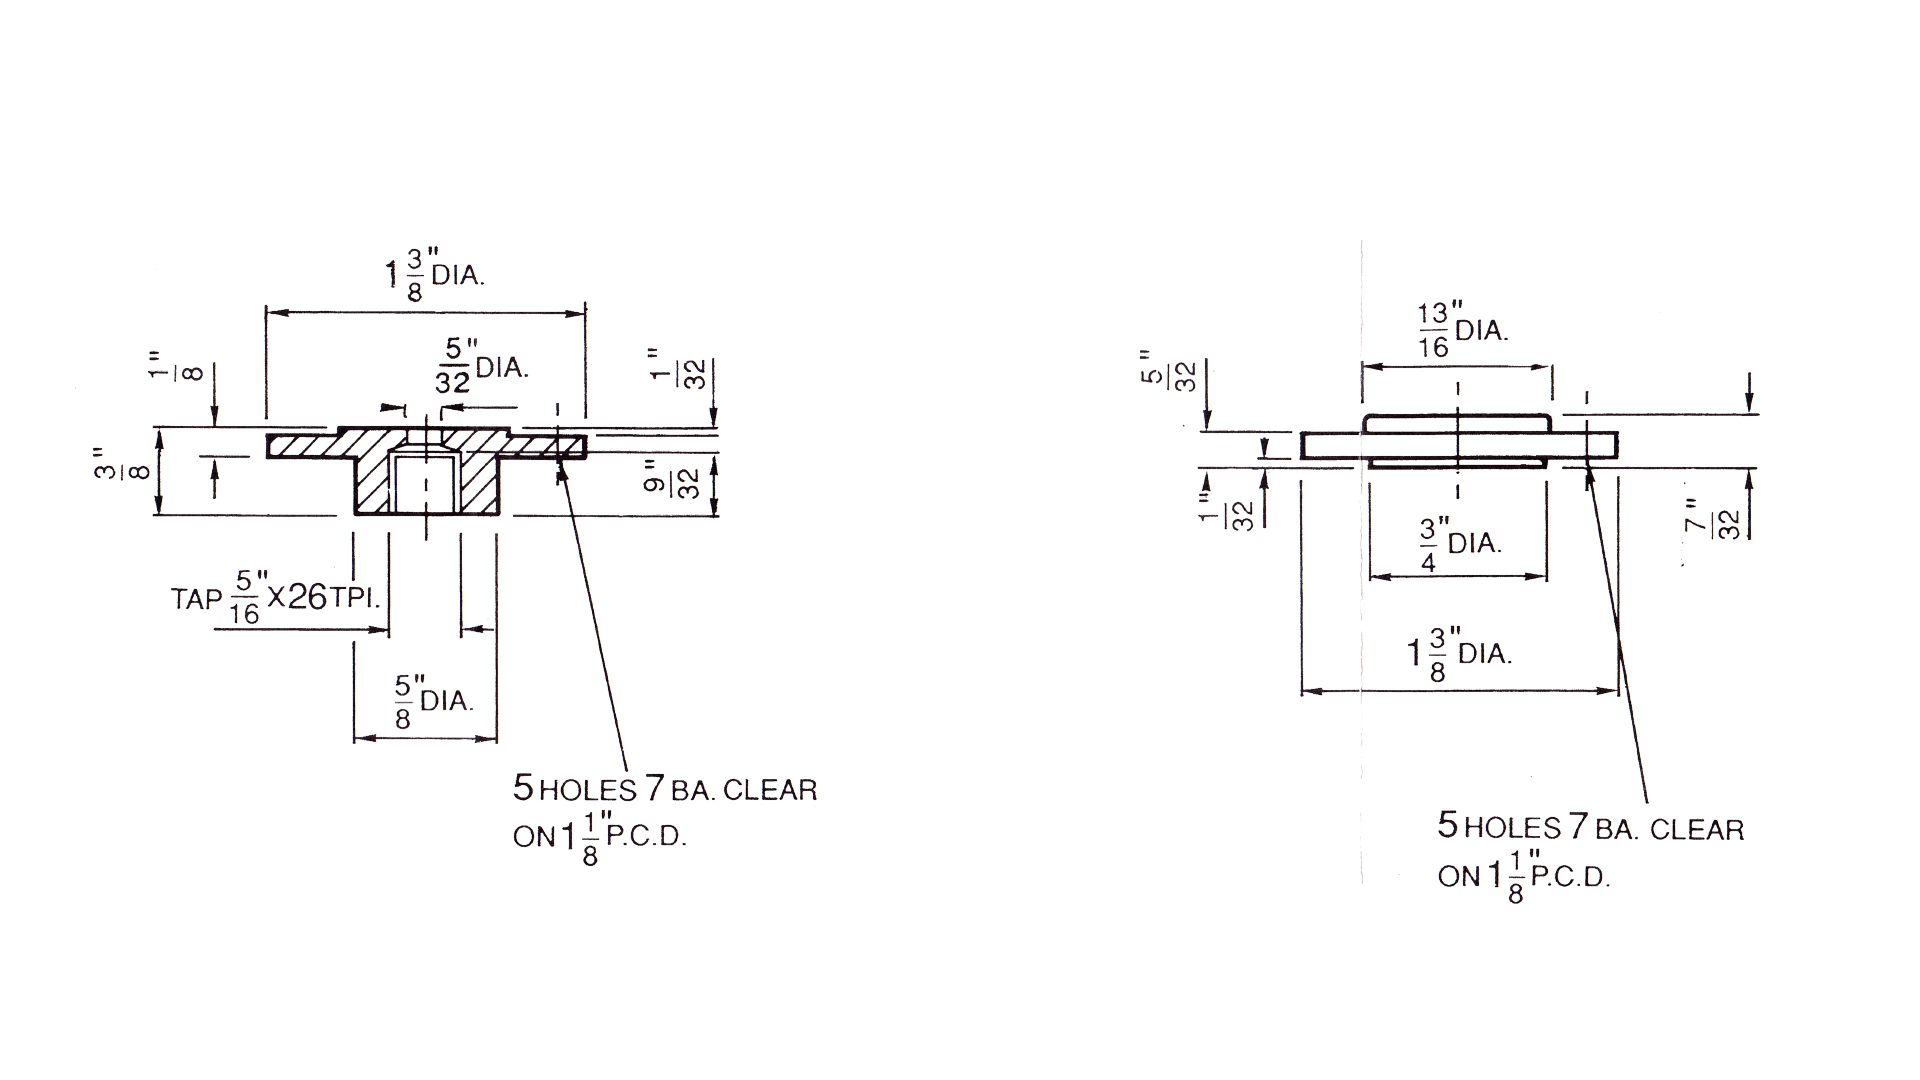 1 3/8" DIA.
5/32" DIA.
1"/8
1"/32
3"/8
9"/32
TAP 5/16" X 26 TPI.
5/8" DIA.
5 HOLES 7 BA. CLEAR
ON 1 1/8" P.C.D.
13/16" DIA.
5"/32
1"/32
7"/32
3/4" DIA.
1 3/8" DIA.
5 HOLES 7 BA. CLEAR
ON 1 1/8" P.C.D.